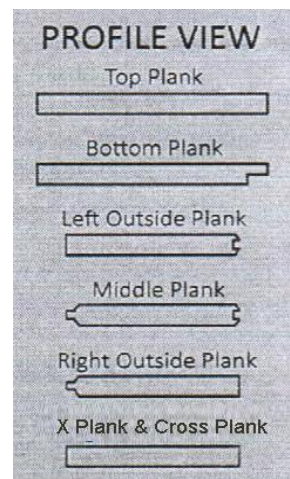 PROFILE VIEW
Top Plank
Bottom Plank
Left Outside Plank
Middle Plank
Right Outside Plank
X Plank & Cross Plank